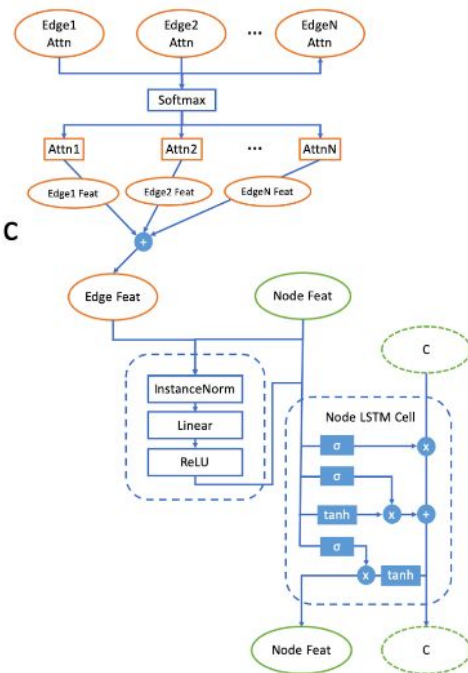 Edge1
Attn
Edge2
Attn
...
EdgeN
Attn
Softmax
Attn1
Attn2
...
AttnN
Edge1 Feat
Edge2 Feat
EdgeN Feat
C
+
Edge Feat
Node Feat
C
InstanceNorm
Linear
ReLU
Node LSTM Cell
σ
x
σ
tanh
x
+
σ
x
tanh
Node Feat
C